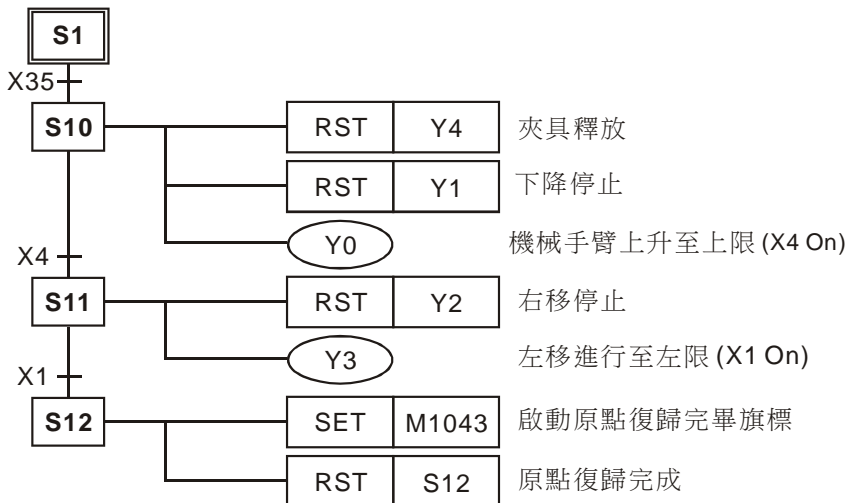 S1
X35
S10 RST Y4 夾具釋放
RST Y1 下降停止
Y0 機械手臂上升至上限 (X4 On)
X4
S11 RST Y2 右移停止
Y3 左移進行至左限 (X1 On)
X1
S12 SET M1043 啟動原點復歸完畢旗標
RST S12 原點復歸完成